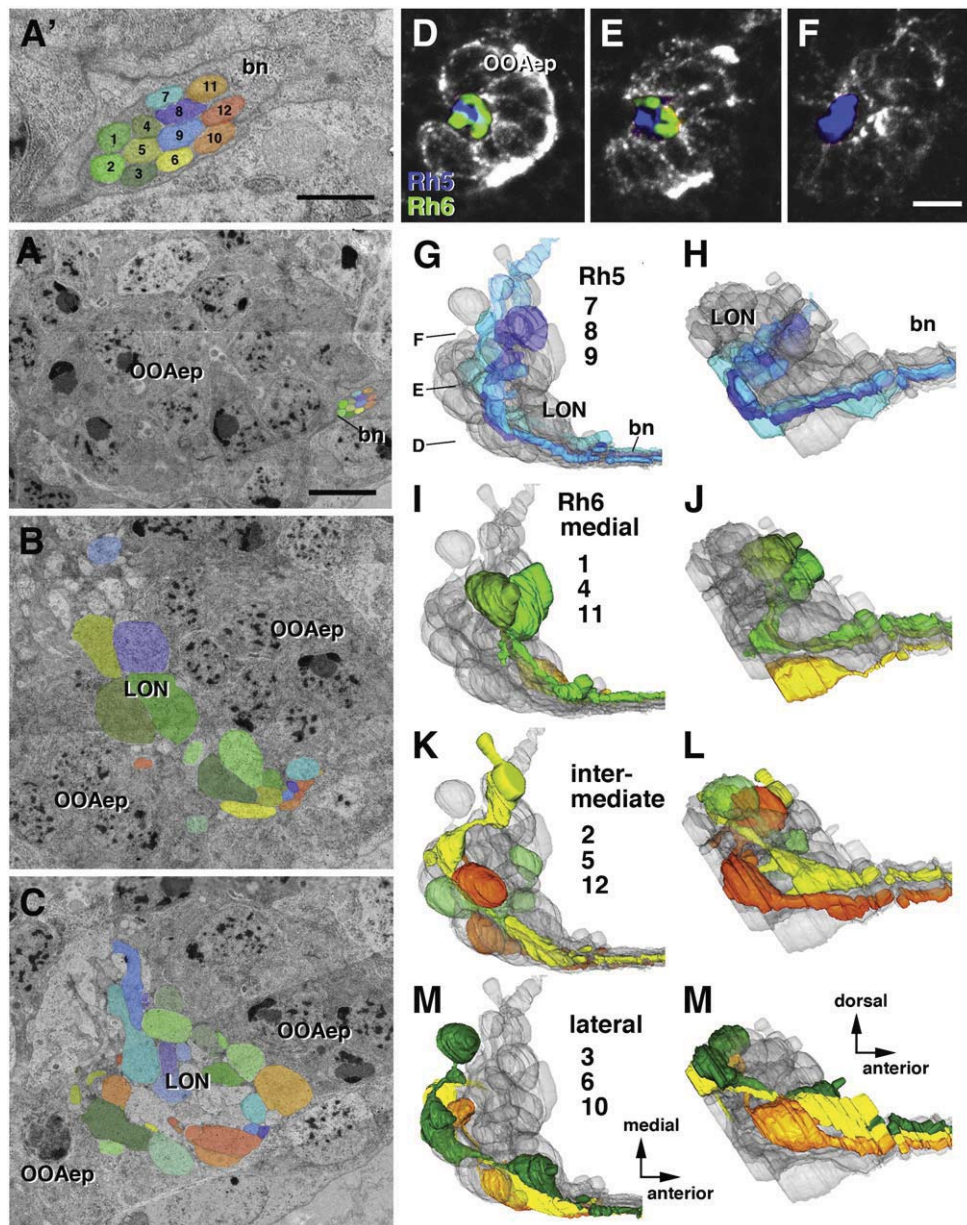 A'
bn
7
11
8
12
4
1
9
5
10
2
6
3
A
OOAep
bn
B
OOAep
LON
OOAep
C
OOAep
LON
OOAep
D
OOAep
Rh5
Rh6
E
F
G
Rh5
7
8
9
F
E
D
LON
bn
H
LON
bn
I
Rh6
medial
1
4
11
J
K
inter-
mediate
2
5
12
L
M
lateral
3
6
10
medial
anterior
M
dorsal
anterior